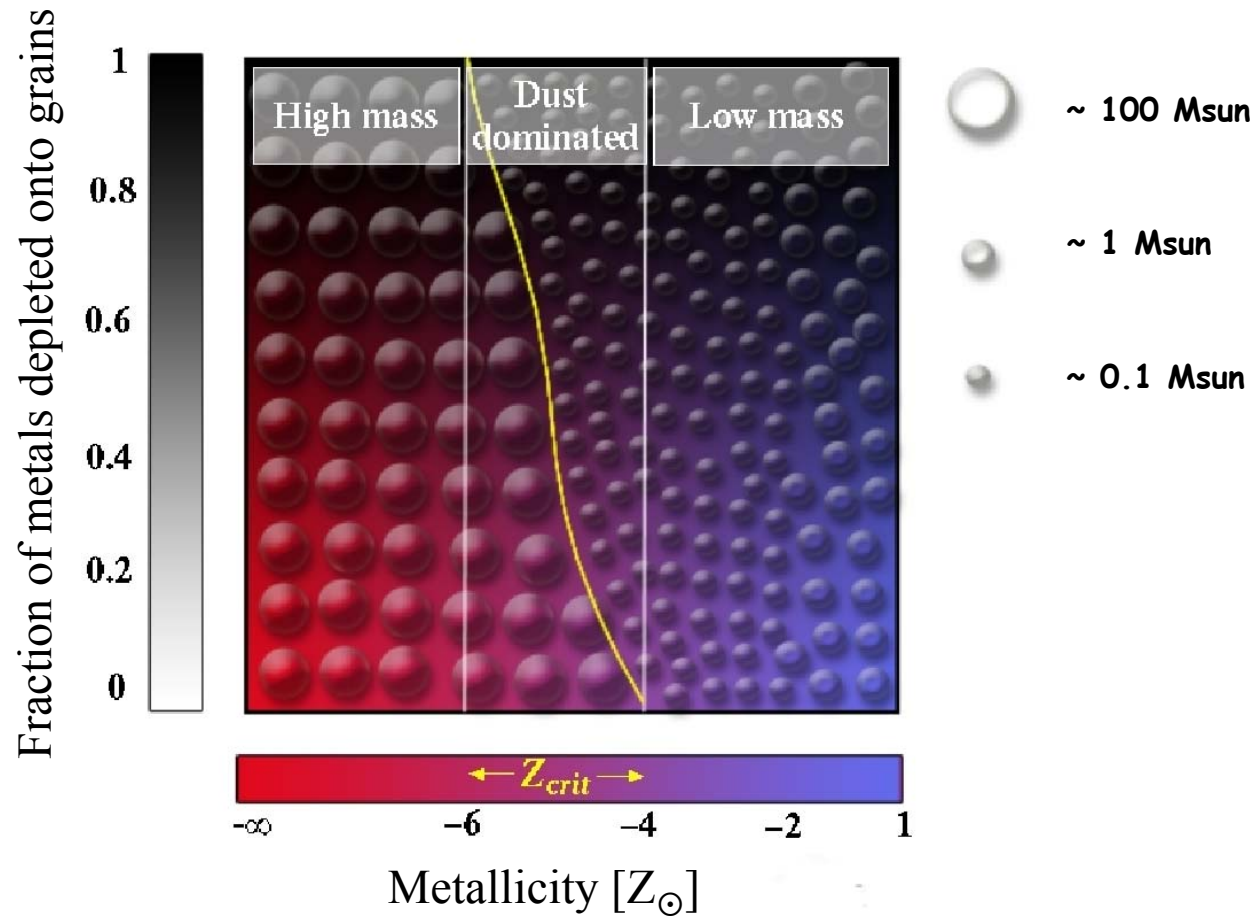 Fraction of metals depleted onto grains
1
0.8
0.6
0.4
0.2
0
High mass
Dust
dominated
Low mass
~ 100 Msun
~ 1 Msun
~ 0.1 Msun
Zcrit
-∞
−6
−4
−2
1
Metallicity [Z☉]